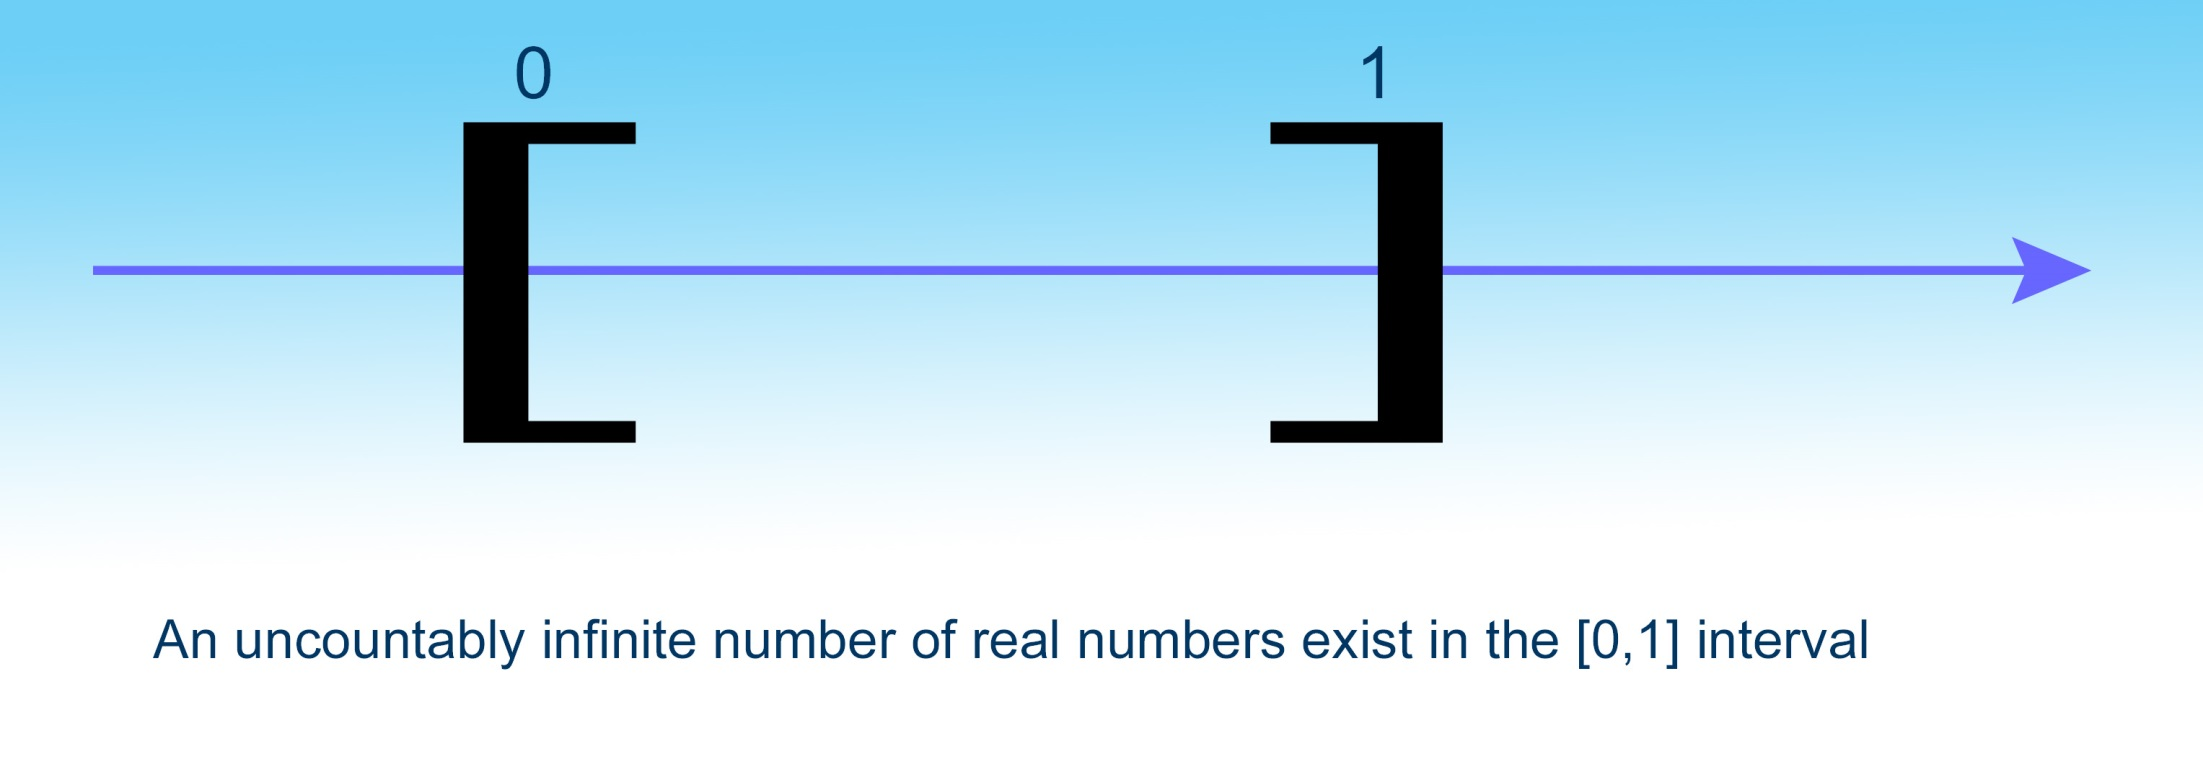 0 1
[ ]
An uncountably infinite number of real numbers exist in the [0,1] interval